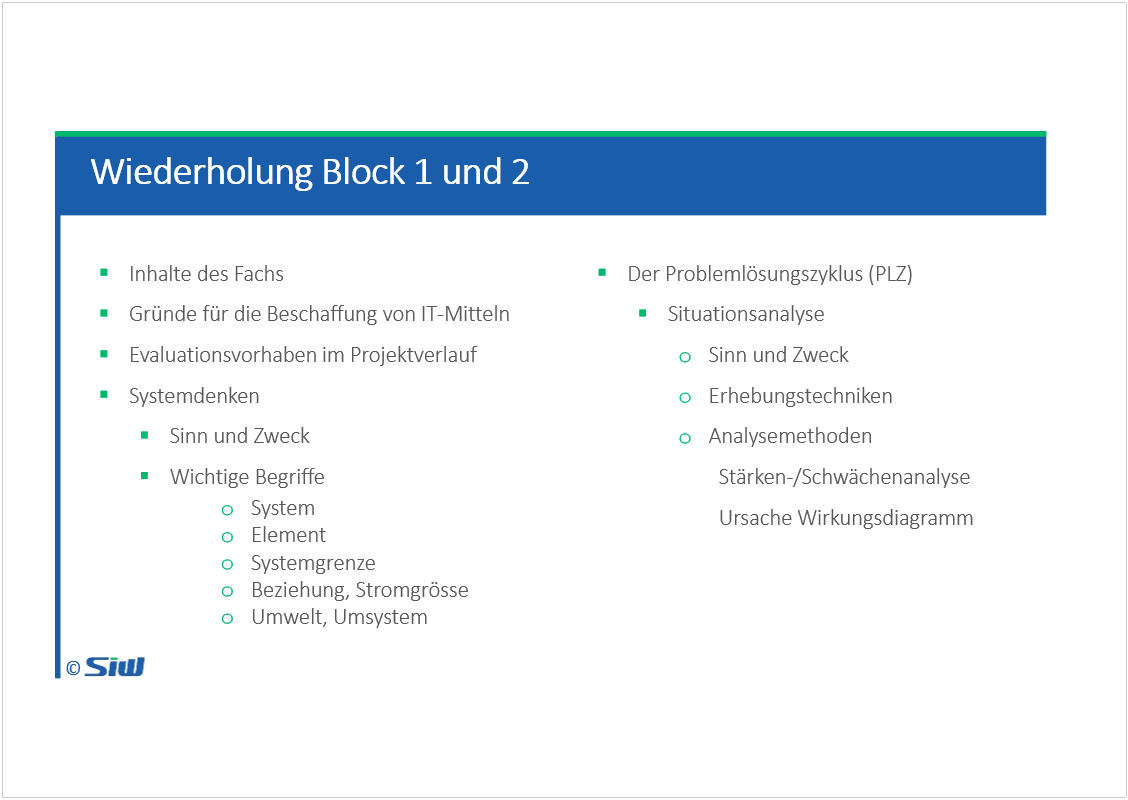 Wiederholung Block 1 und 2
Inhalte des Fachs
Gründe für die Beschaffung von IT-Mitteln
Evaluationsvorhaben im Projektverlauf
Systemdenken
Sinn und Zweck
Wichtige Begriffe
System
Element
Systemgrenze
Beziehung, Stromgrösse
Umwelt, Umsystem
Der Problemlösungszyklus (PLZ)
Situationsanalyse
Sinn und Zweck
Erhebungstechniken
Analysemethoden
Stärken-/Schwächenanalyse
Ursache Wirkungsdiagramm
© SiW